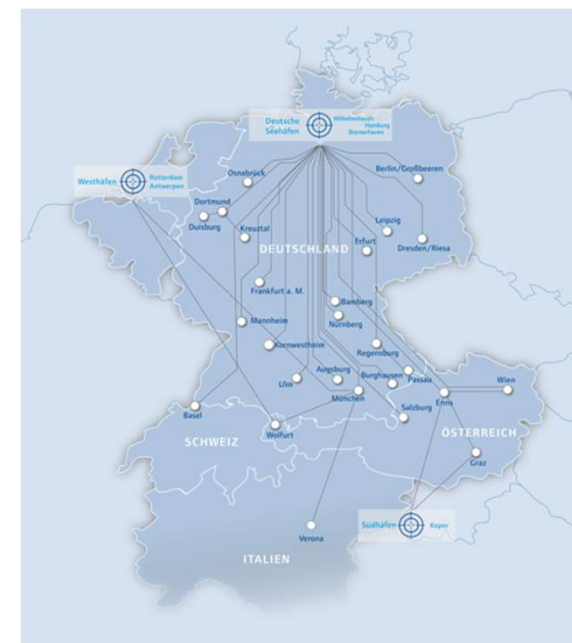 Deutsche
Seehäfen
Wilhelmshaven
Hamburg
Bremerhaven
Westhäfen
Rotterdam
Antwerpen
Osnabrück
Berlin/Großbeeren
Dortmund
Duisburg
Kreuztal
Leipzig
Erfurt
Dresden/Riesa
DEUTSCHLAND
Frankfurt a. M.
Bamberg
Nürnberg
Mannheim
Kornwestheim
Regensburg
Augsburg
Burghausen
Passau
Ulm
München
Enns
Wien
Basel
Salzburg
Wolfurt
ÖSTERREICH
SCHWEIZ
Graz
Südhäfen
Koper
Verona
ITALIEN